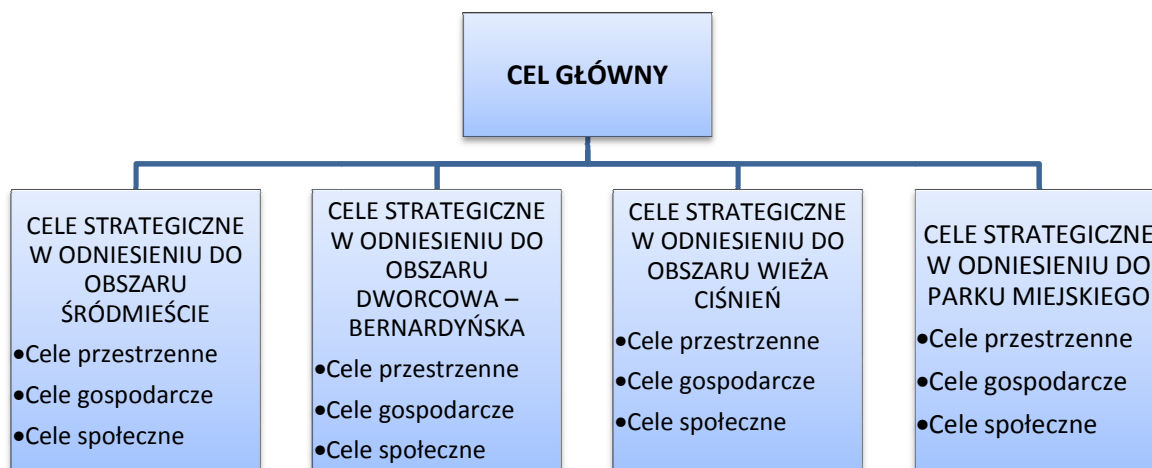 CEL GŁÓWNY
CELE STRATEGICZNE
W ODNIESIENIU DO
OBSZARU
ŚRÓDMIEŚCIE
•Cele przestrzenne
•Cele gospodarcze
•Cele społeczne
CELE STRATEGICZNE
W ODNIESIENIU DO
OBSZARU
DWORCOWA –
BERNARDYŃSKA
•Cele przestrzenne
•Cele gospodarcze
•Cele społeczne
CELE STRATEGICZNE
W ODNIESIENIU DO
OBSZARU WIEŻA
CIŚNIEŃ
•Cele przestrzenne
•Cele gospodarcze
•Cele społeczne
CELE STRATEGICZNE
W ODNIESIENIU DO
PARKU MIEJSKIEGO
•Cele przestrzenne
•Cele gospodarcze
•Cele społeczne